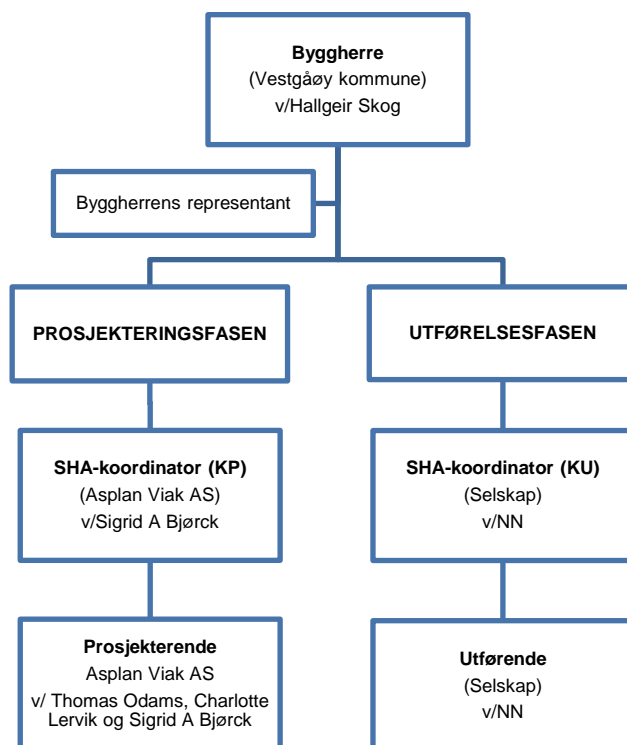 Byggherre
(Vestgåøy kommune)
v/Hallgeir Skog
Byggherrens representant
PROSJEKTERINGSFASEN
UTFØRELSESFASEN
SHA-koordinator (KP)
(Asplan Viak AS)
v/Sigrid A Bjørck
SHA-koordinator (KU)
(Selskap)
v/NN
Prosjekterende
Asplan Viak AS
v/ Thomas Odams, Charlotte
Lervik og Sigrid A Bjørck
Utførende
(Selskap)
v/NN